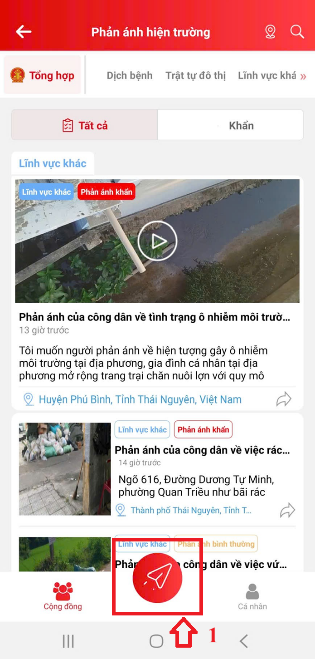 Phản ánh hiện trường
Tổng hợp
Dịch bệnh
Trật tự đô thị
Lĩnh vực khá »
Tất cả
Khẩn
Lĩnh vực khác
Lĩnh vực khác
Phản ánh khẩn
Phản ánh của công dân về tình trạng ô nhiễm môi trườ...
13 giờ trước
Tôi muốn người phản ánh về hiện tượng gây ô nhiễm
môi trường tại địa phương, gia đình cá nhân tại địa
phương mở rộng trang trại chăn nuôi lợn với quy mô
Huyện Phú Bình, Tỉnh Thái Nguyên, Việt Nam
Lĩnh vực khác
Phản ánh khẩn
Phản ánh của công dân về việc rác...
14 giờ trước
Ngõ 616, Đường Dương Tự Minh,
phường Quan Triều như bãi rác
Thành phố Thái Nguyên, Tỉnh T...
Lĩnh vực khác
Phản ánh bình thường
công dân về việc vứ...
Cộng đồng
Cá nhân
1